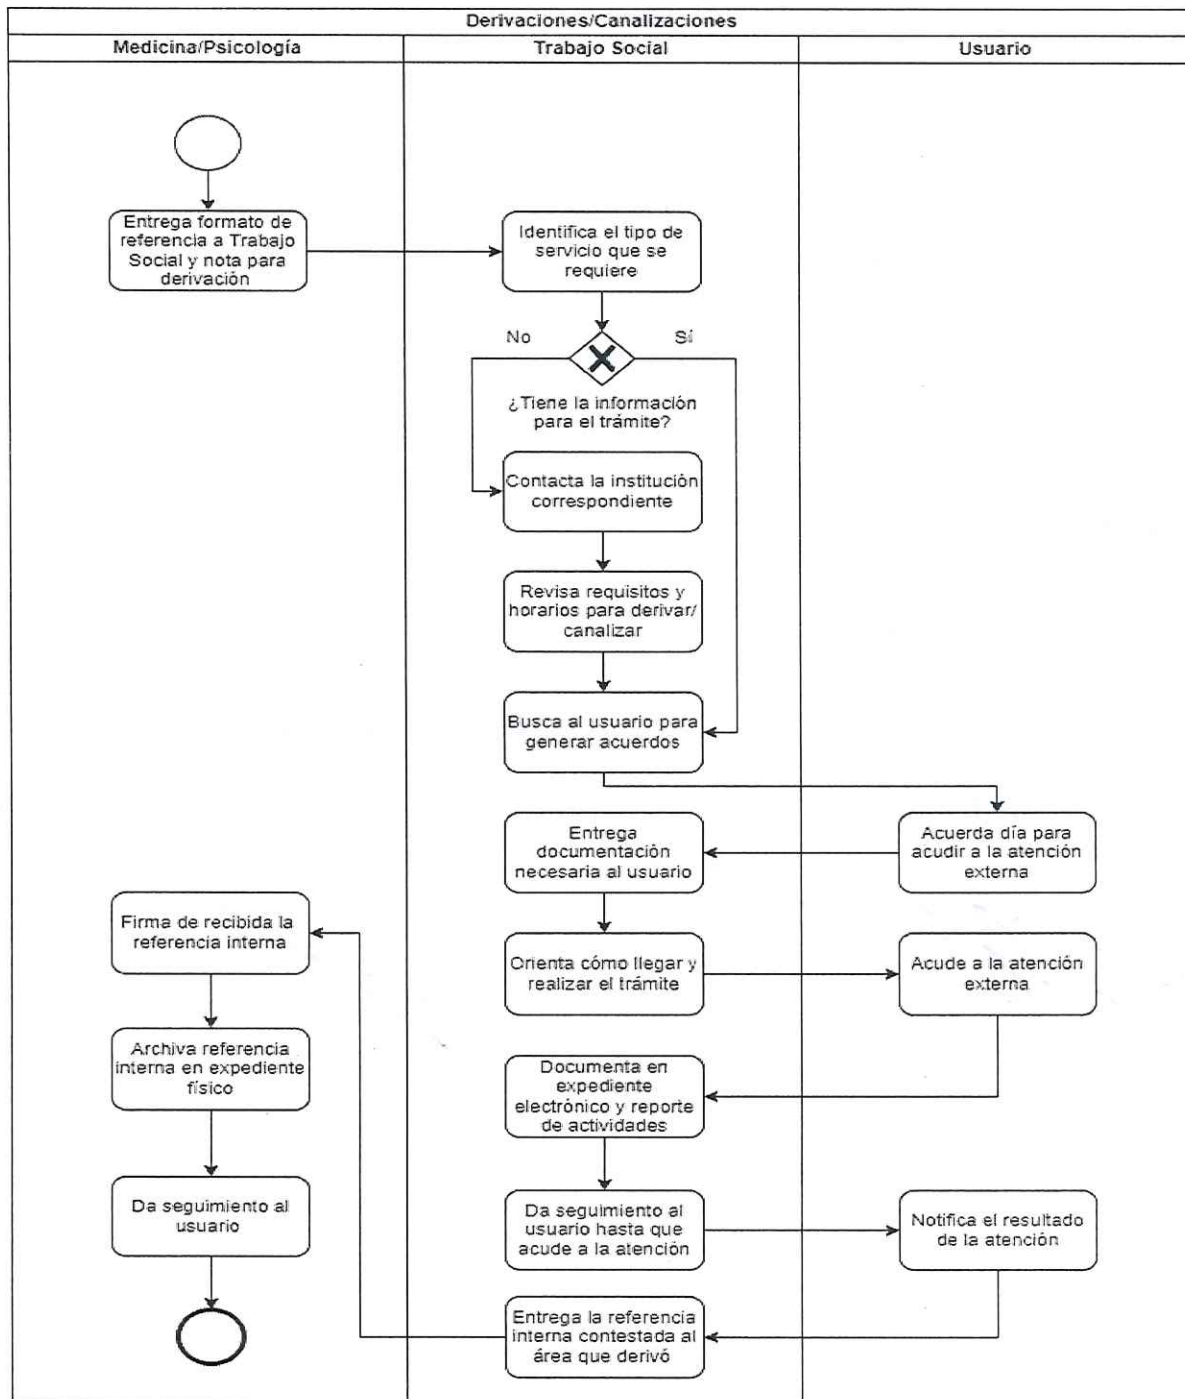 Derivaciones/Canalizaciones
Medicina/Psicología
Trabajo Social
Usuario
Entrega formato de
referencia a Trabajo
Social y nota para
derivación
Identifica el tipo de
servicio que se
requiere
No
Sí
¿Tiene la información
para el trámite?
Contacta la institución
correspondiente
Revisa requisitos y
horarios para derivar/
canalizar
Busca al usuario para
generar acuerdos
Acuerda día para
acudir a la atención
externa
Entrega
documentación
necesaria al usuario
Orienta cómo llegar y
realizar el trámite
Acude a la atención
externa
Documenta en
expediente
electrónico y reporte
de actividades
Da seguimiento al
usuario hasta que
acude a la atención
Notifica el resultado
de la atención
Entrega la referencia
interna contestada al
área que derivó
Firma de recibida la
referencia interna
Archiva referencia
interna en expediente
físico
Da seguimiento al
usuario